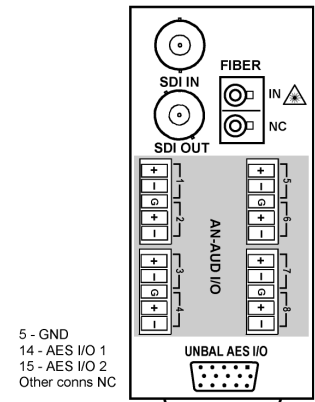 FIBER
SDI IN
IN
NC
SDI OUT
+
−
G
+
−
1
2
+
−
G
+
−
5
6
AN-AUD I/O
+
−
G
+
−
3
4
+
−
G
+
−
7
8
5 - GND
14 - AES I/O 1
15 - AES I/O 2
Other conns NC
UNBAL AES I/O